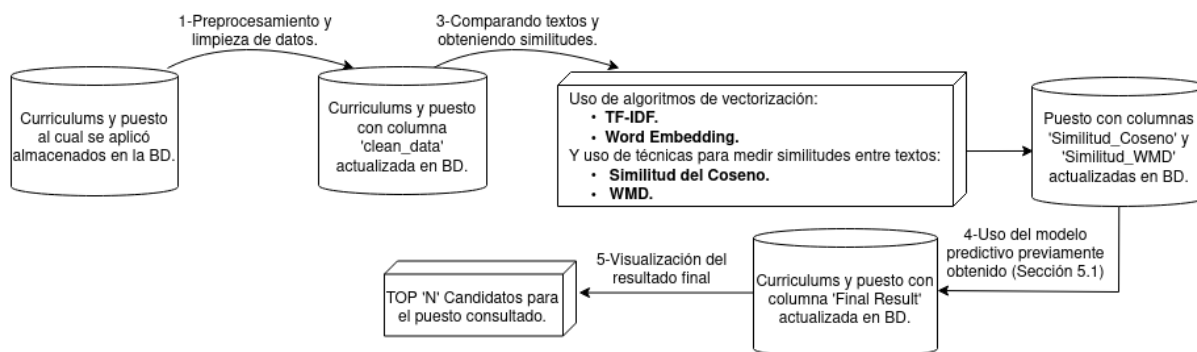 1-Preprocesamiento y
limpieza de datos.
3-Comparando textos y
obteniendo similitudes.
Curriculums y puesto
al cual se aplicó
almacenados en la BD.
Curriculums y puesto
con columna
'clean_data'
actualizada en BD.
Uso de algoritmos de vectorización:
• TF-IDF.
• Word Embedding.
Y uso de técnicas para medir similitudes entre textos:
• Similitud del Coseno.
• WMD.
Puesto con columnas
'Similitud_Coseno' y
'Similitud_WMD'
actualizadas en BD.
4-Uso del modelo
predictivo previamente
obtenido (Sección 5.1)
Curriculums y puesto con
columna 'Final Result'
actualizada en BD.
5-Visualización del
resultado final
TOP 'N' Candidatos para
el puesto consultado.